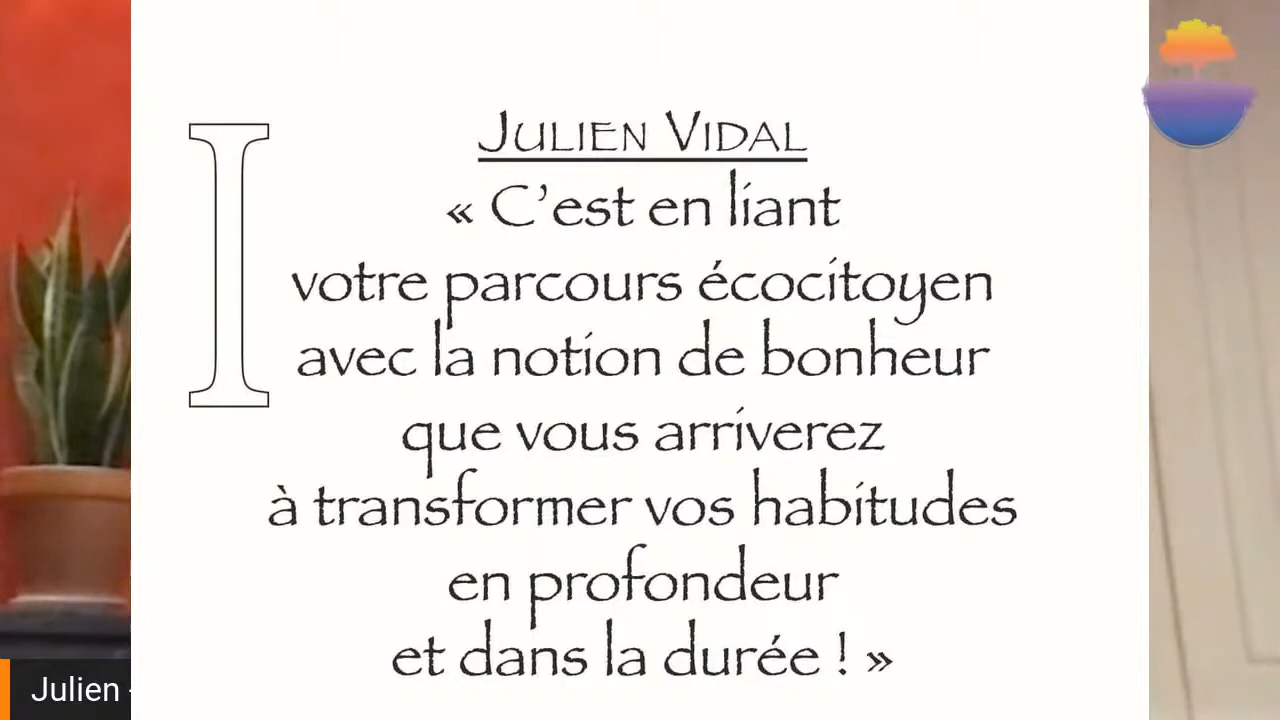 I
JULIEN VIDAL
« C’est en liant
votre parcours écocitoyen
avec la notion de bonheur
que vous arriverez
à transformer vos habitudes
en profondeur
et dans la durée ! »
Julien